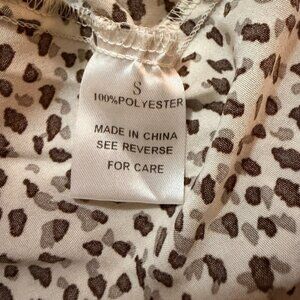 S
100%POLYESTER
MADE IN CHINA
SEE REVERSE
FOR CARE